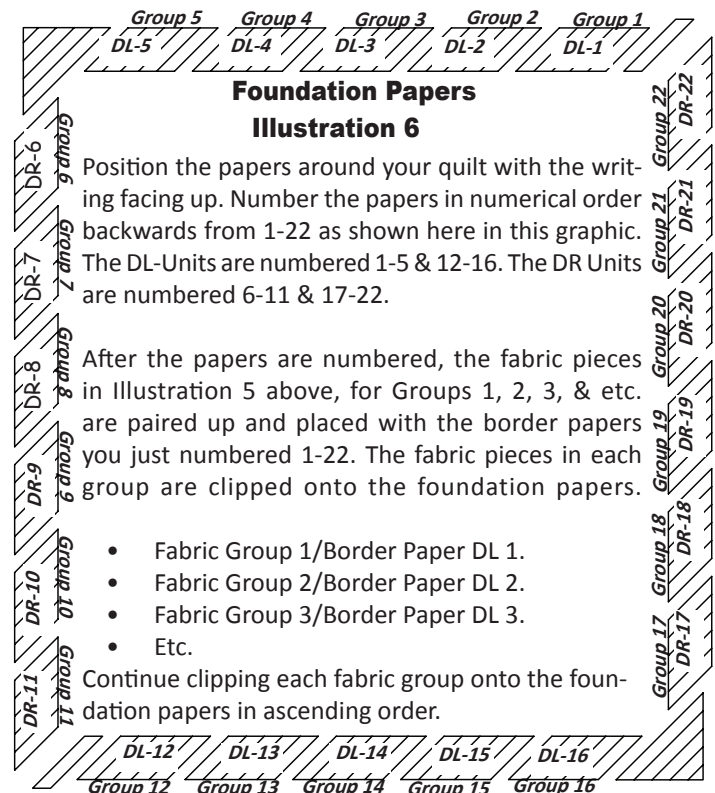 Group 5 Group 4 Group 3 Group 2 Group 1
DL-5 DL-4 DL-3 DL-2 DL-1
Foundation Papers
Illustration 6
Position the papers around your quilt with the writ-
ing facing up. Number the papers in numerical order
backwards from 1-22 as shown here in this graphic.
The DL-Units are numbered 1-5 & 12-16. The DR Units
are numbered 6-11 & 17-22.
After the papers are numbered, the fabric pieces
in Illustration 5 above, for Groups 1, 2, 3, & etc.
are paired up and placed with the border papers
you just numbered 1-22. The fabric pieces in each
group are clipped onto the foundation papers.
• Fabric Group 1/Border Paper DL 1.
• Fabric Group 2/Border Paper DL 2.
• Fabric Group 3/Border Paper DL 3.
• Etc.
Continue clipping each fabric group onto the foun-
dation papers in ascending order.
DR-6
Group 6
DR-7
Group 7
DR-8
Group 8
DR-9
Group 9
DR-10
Group 10
DR-11
Group 11
DL-12 DL-13 DL-14 DL-15 DL-16
Group 12 Group 13 Group 14 Group 15 Group 16
Group 17
DR-17
Group 18
DR-18
Group 19
DR-19
Group 20
DR-20
Group 21
DR-21
Group 22
DR-22